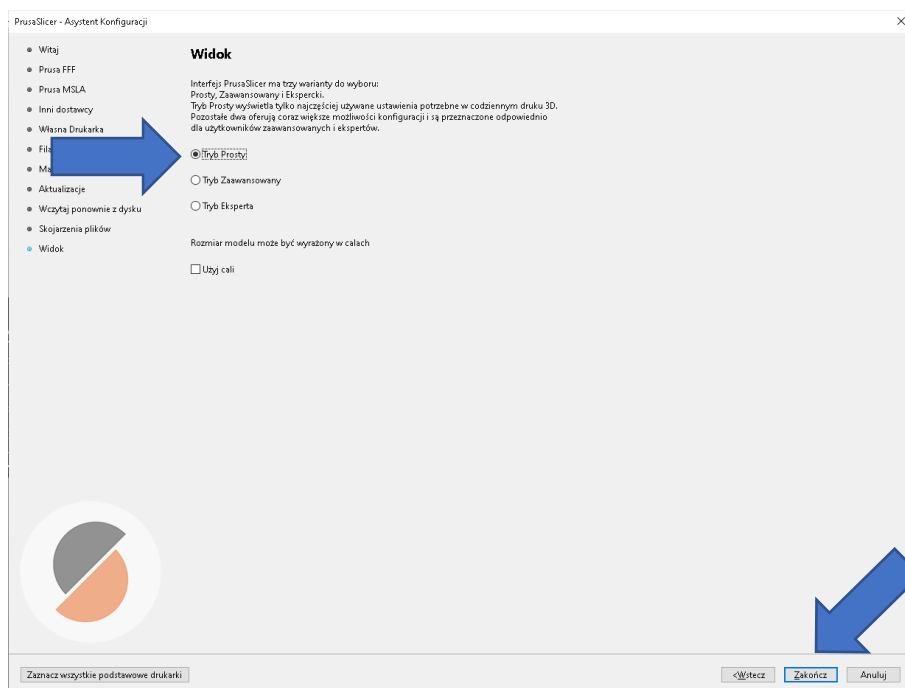 PrusaSlicer - Asystent Konfiguracji
Witaj
Prusa FFF
Prusa MSLA
Inni dostawcy
Własna Drukarka
Aktualizacje
Wczytaj ponownie z dysku
Skojarzenia plików
Widok
Widok
Interfejs PrusaSlicer ma trzy warianty do wyboru:
Prosty, Zaawansowany i Ekspercki.
Tryb Prosty wyświetla tylko najczęściej używane ustawienia potrzebne w codziennym druku 3D.
Pozostałe dwa oferują coraz większe możliwości konfiguracji i są przeznaczone odpowiednio
dla użytkowników zaawansowanych i ekspertów.
Tryb Prosty
Tryb Zaawansowany
Tryb Eksperta
Rozmiar modelu może być wyrażony w calach
Użyj cali
Zaznacz wszystkie podstawowe drukarki
<Wstecz
Zakończ
Anuluj